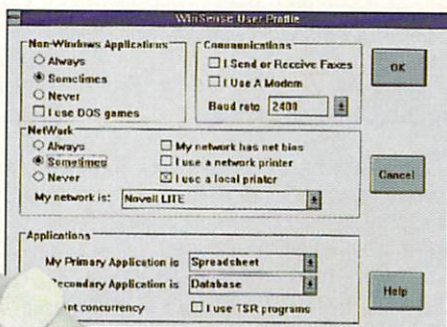 WinSense User Profile
Non-Windows Applications
Always
Sometimes
Never
I use DOS games
Communications
I Send or Receive Faxes
I Use A Modem
Baud rate 2400
OK
NetWork
Always
Sometimes
Never
My network has net bias
I use a network printer
I use a local printer
My network is: Novell LITE
Cancel
Applications
My Primary Application is Spreadsheet
Secondary Application is Database
concurrency
I use TSR programs
Help